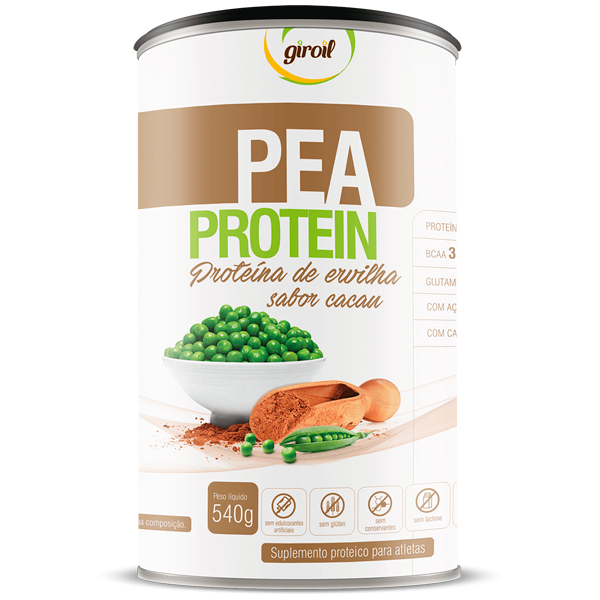 giroil
PEA
PROTEIN
Proteína de ervilha
sabor cacau
PROTEÍN
BCAA 3
GLUTAM
COM AÇ
COM CA
Peso líquido
540g
sem edulcorantes
artificiais
sem glúten
sem
conservantes
sem lactose
a composição.
Suplemento proteico para atletas